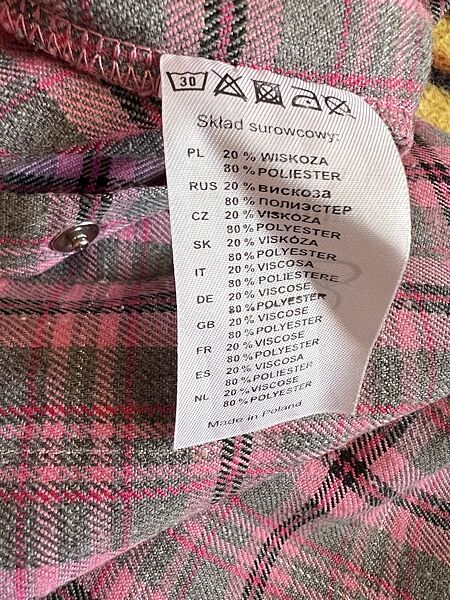 30
Skład surowcowy:
PL 20 % WISKOZA
80 % POLIESTER
RUS 20 % вискоза
80 % полиэстер
CZ 20 % VISKÓZA
80 % POLYESTER
SK 20 % VISKÓZA
80 % POLYESTER
IT 20 % VISCOSA
80 % POLIESTERE
DE 20 % VISCOSE
80 % POLYESTER
GB 20 % VISCOSE
80 % POLYESTER
FR 20 % VISCOSE
80 % POLYESTER
ES 20 % VISCOSA
80 % POLIESTER
NL 20 % VISCOSE
80 % POLYESTER
Made in Poland